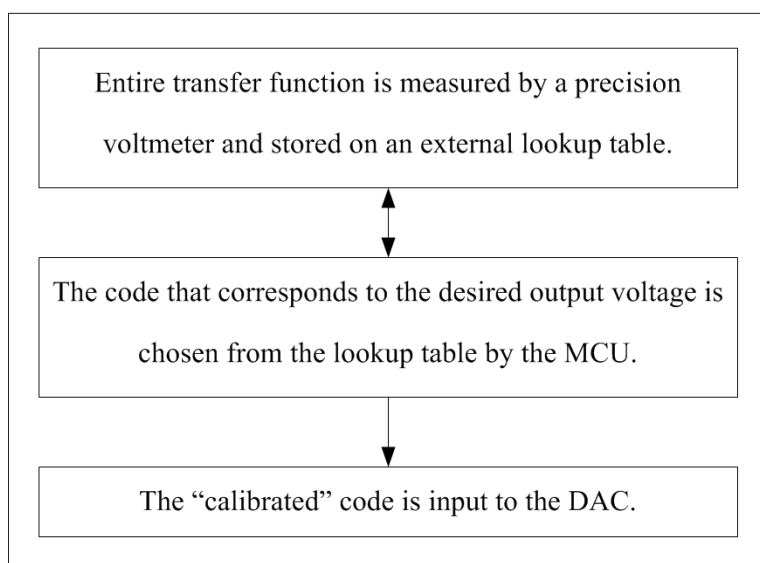 Entire transfer function is measured by a precision
voltmeter and stored on an external lookup table.
The code that corresponds to the desired output voltage is
chosen from the lookup table by the MCU.
The “calibrated” code is input to the DAC.